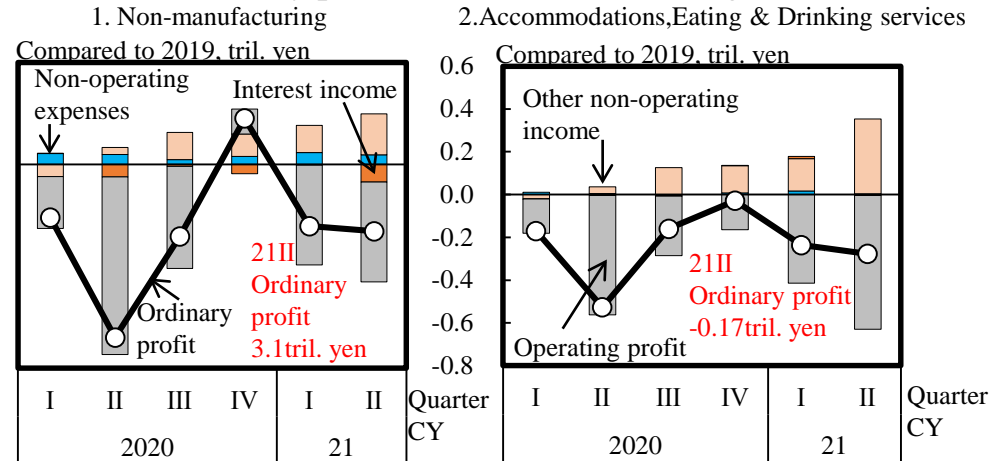 1. Non-manufacturing
Compared to 2019, tril. yen
Non-operating
expenses
Interest income
Ordinary
profit
21II
Ordinary
profit
3.1tril. yen
I II III IV I II Quarter
2020 21 CY
2.Accommodations,Eating & Drinking services
Compared to 2019, tril. yen
0.6
0.4
0.2
0.0
-0.2
-0.4
-0.6
-0.8
Other non-operating
income
21II
Ordinary profit
-0.17tril. yen
Operating profit
I II III IV I II Quarter
2020 21 CY